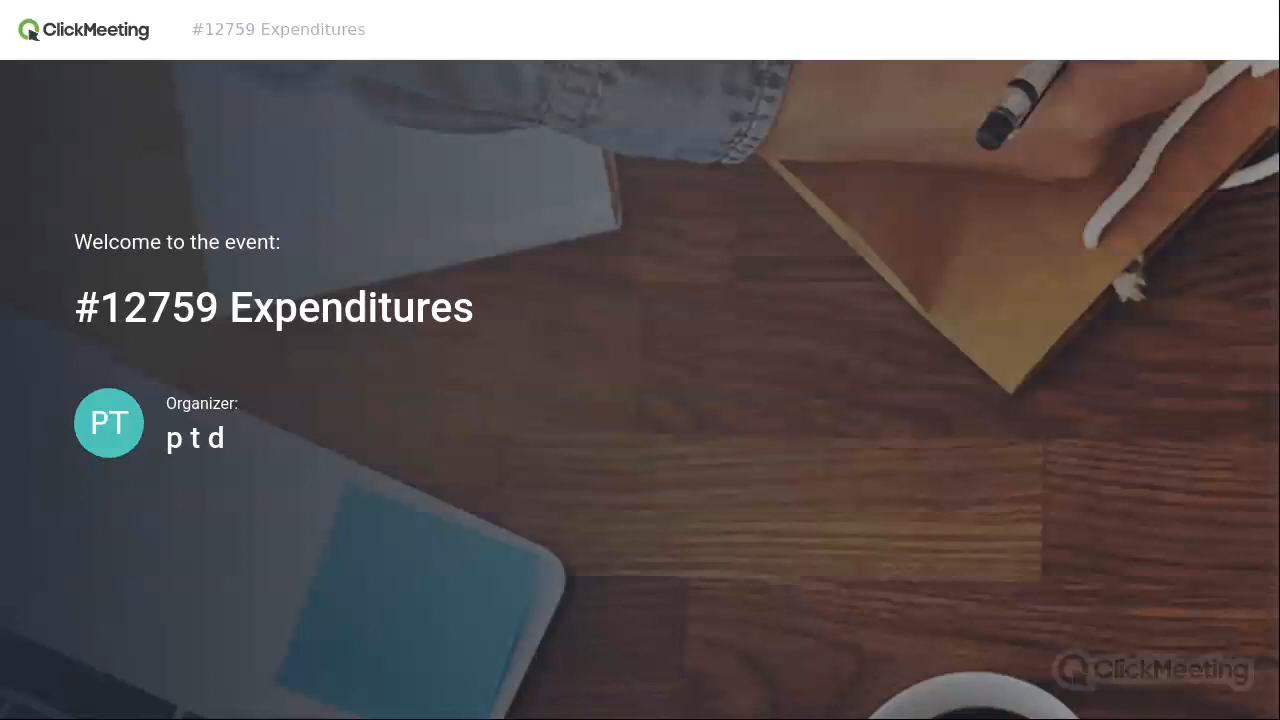 ClickMeeting
#12759 Expenditures
Welcome to the event:
#12759 Expenditures
PT
Organizer:
p t d
ClickMeeting